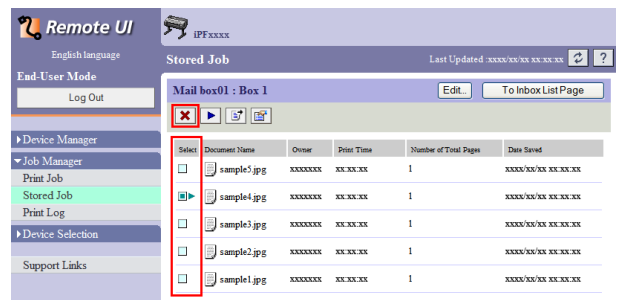 Remote UI
iPFxxxx
English language
Stored Job
Last Updated :xxxx/xx/xx xx:xx:xx
?
End-User Mode
Log Out
Mail box01 : Box 1
Edit...
To Inbox List Page
Device Manager
Job Manager
Print Job
Stored Job
Print Log
Device Selection
Support Links
Select Document Name Owner Print Time Number of Total Pages Date Saved
sample5.jpg xxxxxxx xx:xx:xx 1 xxxx/xx/xx xx:xx:xx
sample4.jpg xxxxxxx xx:xx:xx 1 xxxx/xx/xx xx:xx:xx
sample3.jpg xxxxxxx xx:xx:xx 1 xxxx/xx/xx xx:xx:xx
sample2.jpg xxxxxxx xx:xx:xx 1 xxxx/xx/xx xx:xx:xx
sample1.jpg xxxxxxx xx:xx:xx 1 xxxx/xx/xx xx:xx:xx